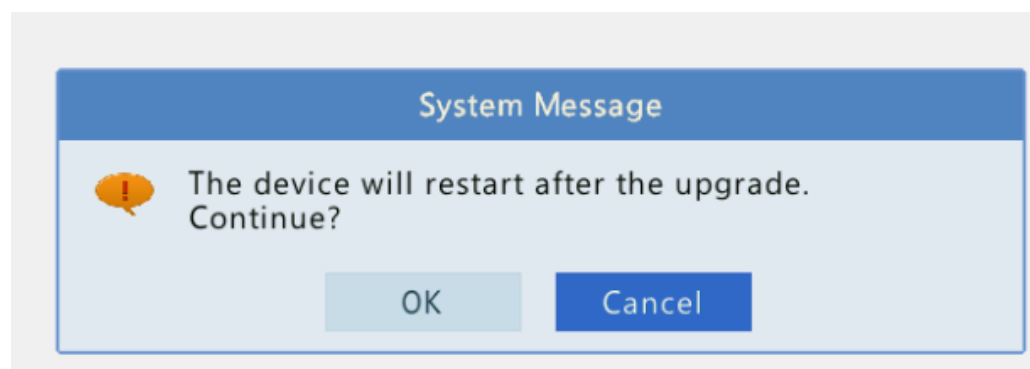 System Message
The device will restart after the upgrade.
Continue?
OK Cancel